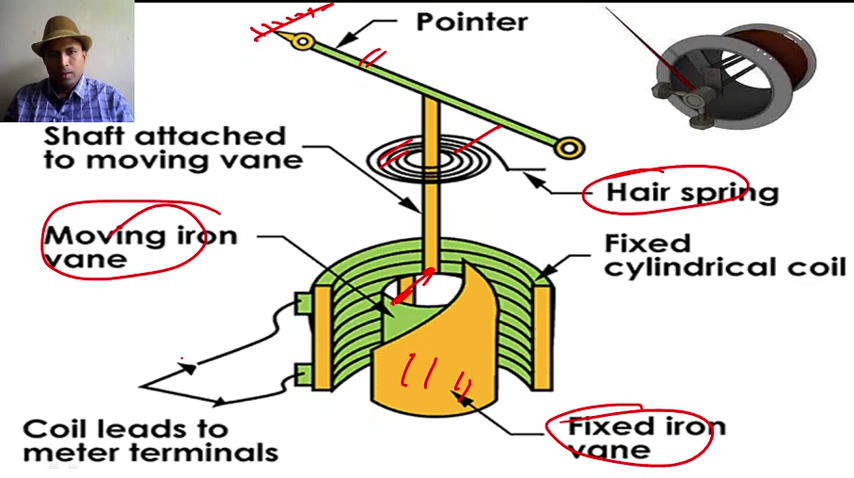 Pointer
Shaft attached
to moving vane
Hair spring
Moving iron
vane
Fixed
cylindrical coil
Coil leads to
meter terminals
Fixed iron
vane